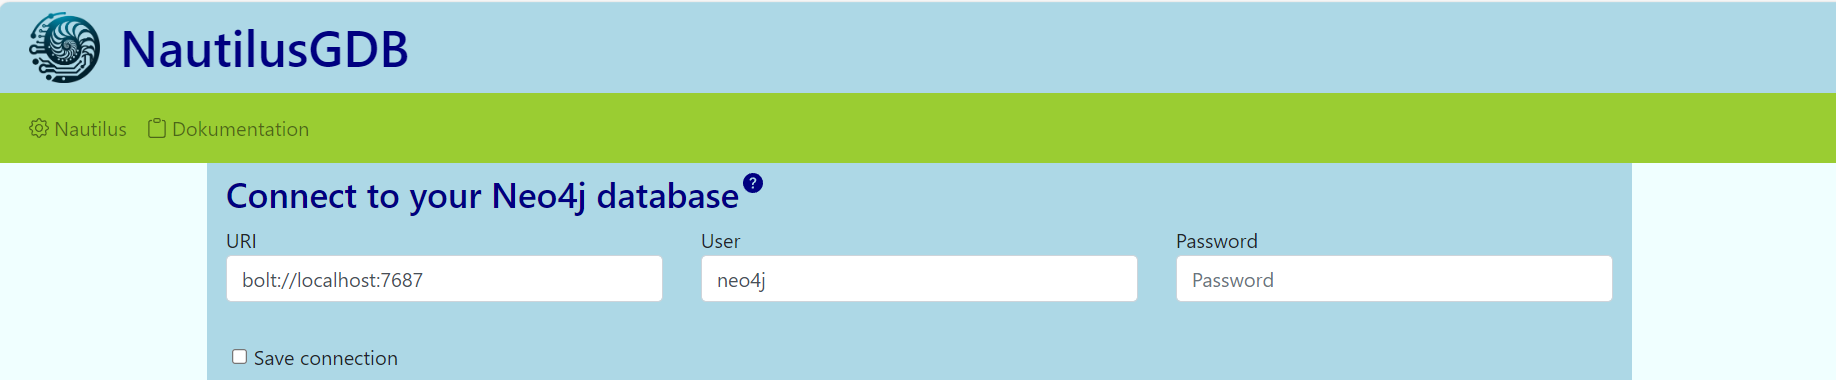 NautilusGDB
Nautilus Dokumentation
Connect to your Neo4j database ?
URI User Password
bolt://localhost:7687 neo4j Password
Save connection